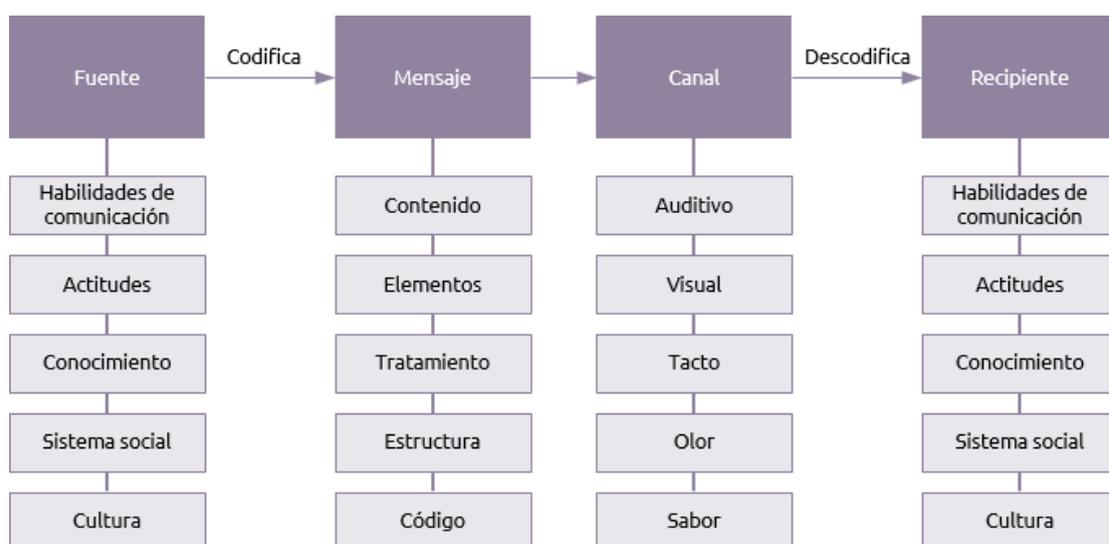 Fuente
Codifica
Mensaje
Canal
Descodifica
Recipiente
Habilidades de
comunicación
Contenido
Auditivo
Habilidades de
comunicación
Actitudes
Elementos
Visual
Actitudes
Conocimiento
Tratamiento
Tacto
Conocimiento
Sistema social
Estructura
Olor
Sistema social
Cultura
Código
Sabor
Cultura